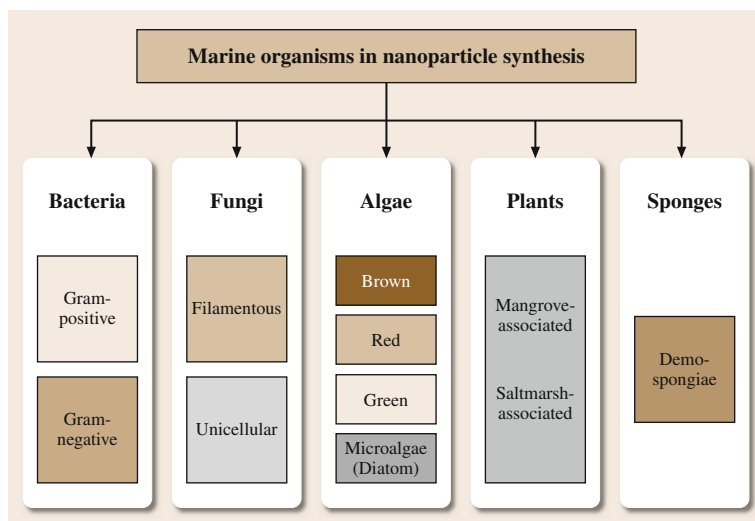 Marine organisms in nanoparticle synthesis
Bacteria
Gram-
positive
Gram-
negative
Fungi
Filamentous
Unicellular
Algae
Brown
Red
Green
Microalgae
(Diatom)
Plants
Mangrove-
associated
Saltmarsh-
associated
Sponges
Demo-
spongiae